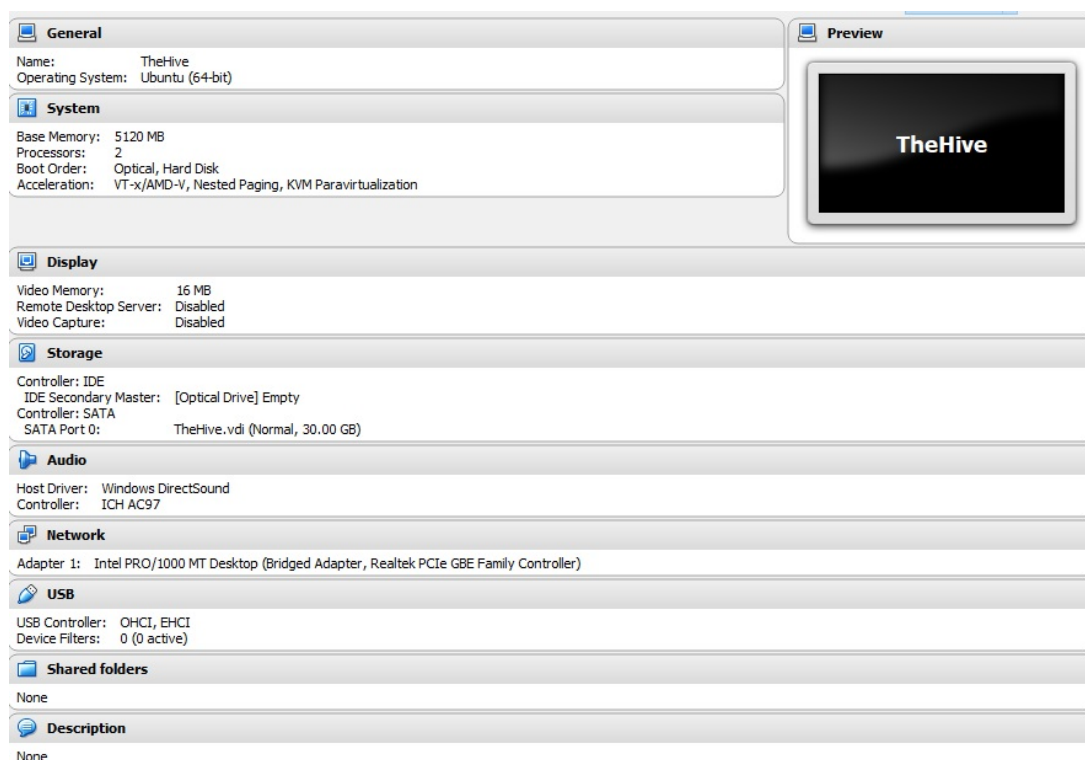 General
Name: TheHive
Operating System: Ubuntu (64-bit)
System
Base Memory: 5120 MB
Processors: 2
Boot Order: Optical, Hard Disk
Acceleration: VT-x/AMD-V, Nested Paging, KVM Paravirtualization
Preview
TheHive
Display
Video Memory: 16 MB
Remote Desktop Server: Disabled
Video Capture: Disabled
Storage
Controller: IDE
IDE Secondary Master: [Optical Drive] Empty
Controller: SATA
SATA Port 0: TheHive.vdi (Normal, 30.00 GB)
Audio
Host Driver: Windows DirectSound
Controller: ICH AC97
Network
Adapter 1: Intel PRO/1000 MT Desktop (Bridged Adapter, Realtek PCIe GBE Family Controller)
USB
USB Controller: OHCI, EHCI
Device Filters: 0 (0 active)
Shared folders
None
Description
None